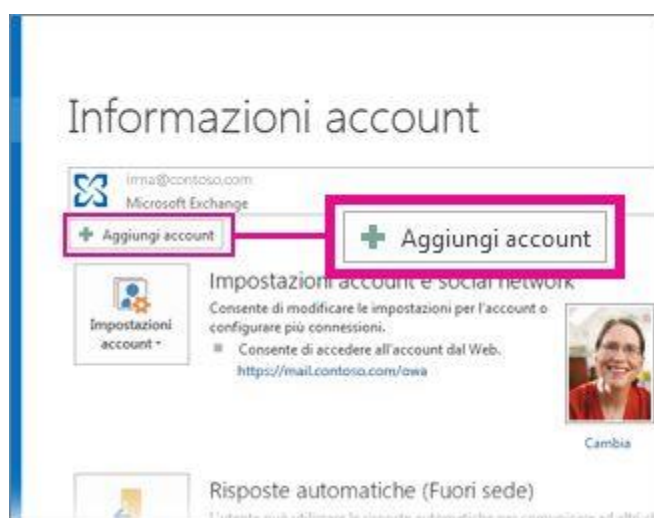 Informazioni account
irma@contoso.com
Microsoft Exchange
+ Aggiungi account
+ Aggiungi account
Impostazioni account e social network
Impostazioni
account
Consente di modificare le impostazioni per l'account o
configurare più connessioni.
Consente di accedere all'account dal Web.
https://mail.contoso.com/owa
Cambia
Risposte automatiche (Fuori sede)